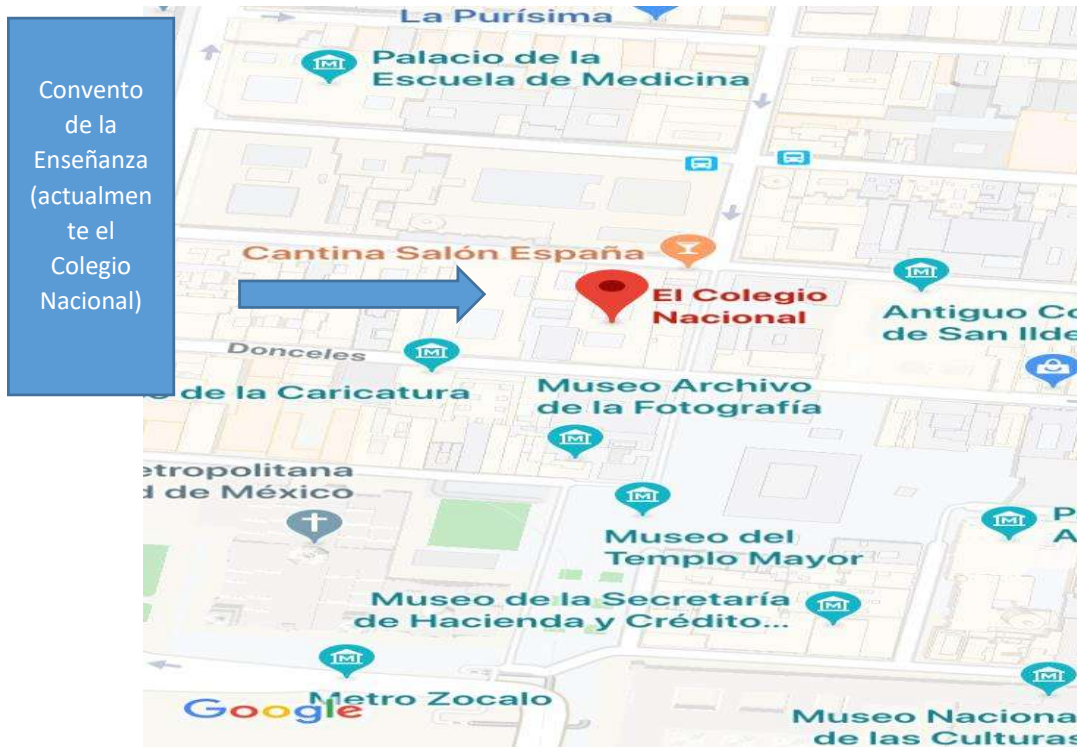 Convento
de la
Enseñanza
(actualmen
te el
Colegio
Nacional)
La Purísima
Palacio de la
Escuela de Medicina
Cantina Salón España
El Colegio
Nacional
Antiguo Co
de San Ilde
Donceles
de la Caricatura
Museo Archivo
de la Fotografía
etropolitana
d de México
Museo del
Templo Mayor
P
A
Museo de la Secretaría
de Hacienda y Crédito...
Metro Zocalo
Google
Museo Naciona
de las Culturas